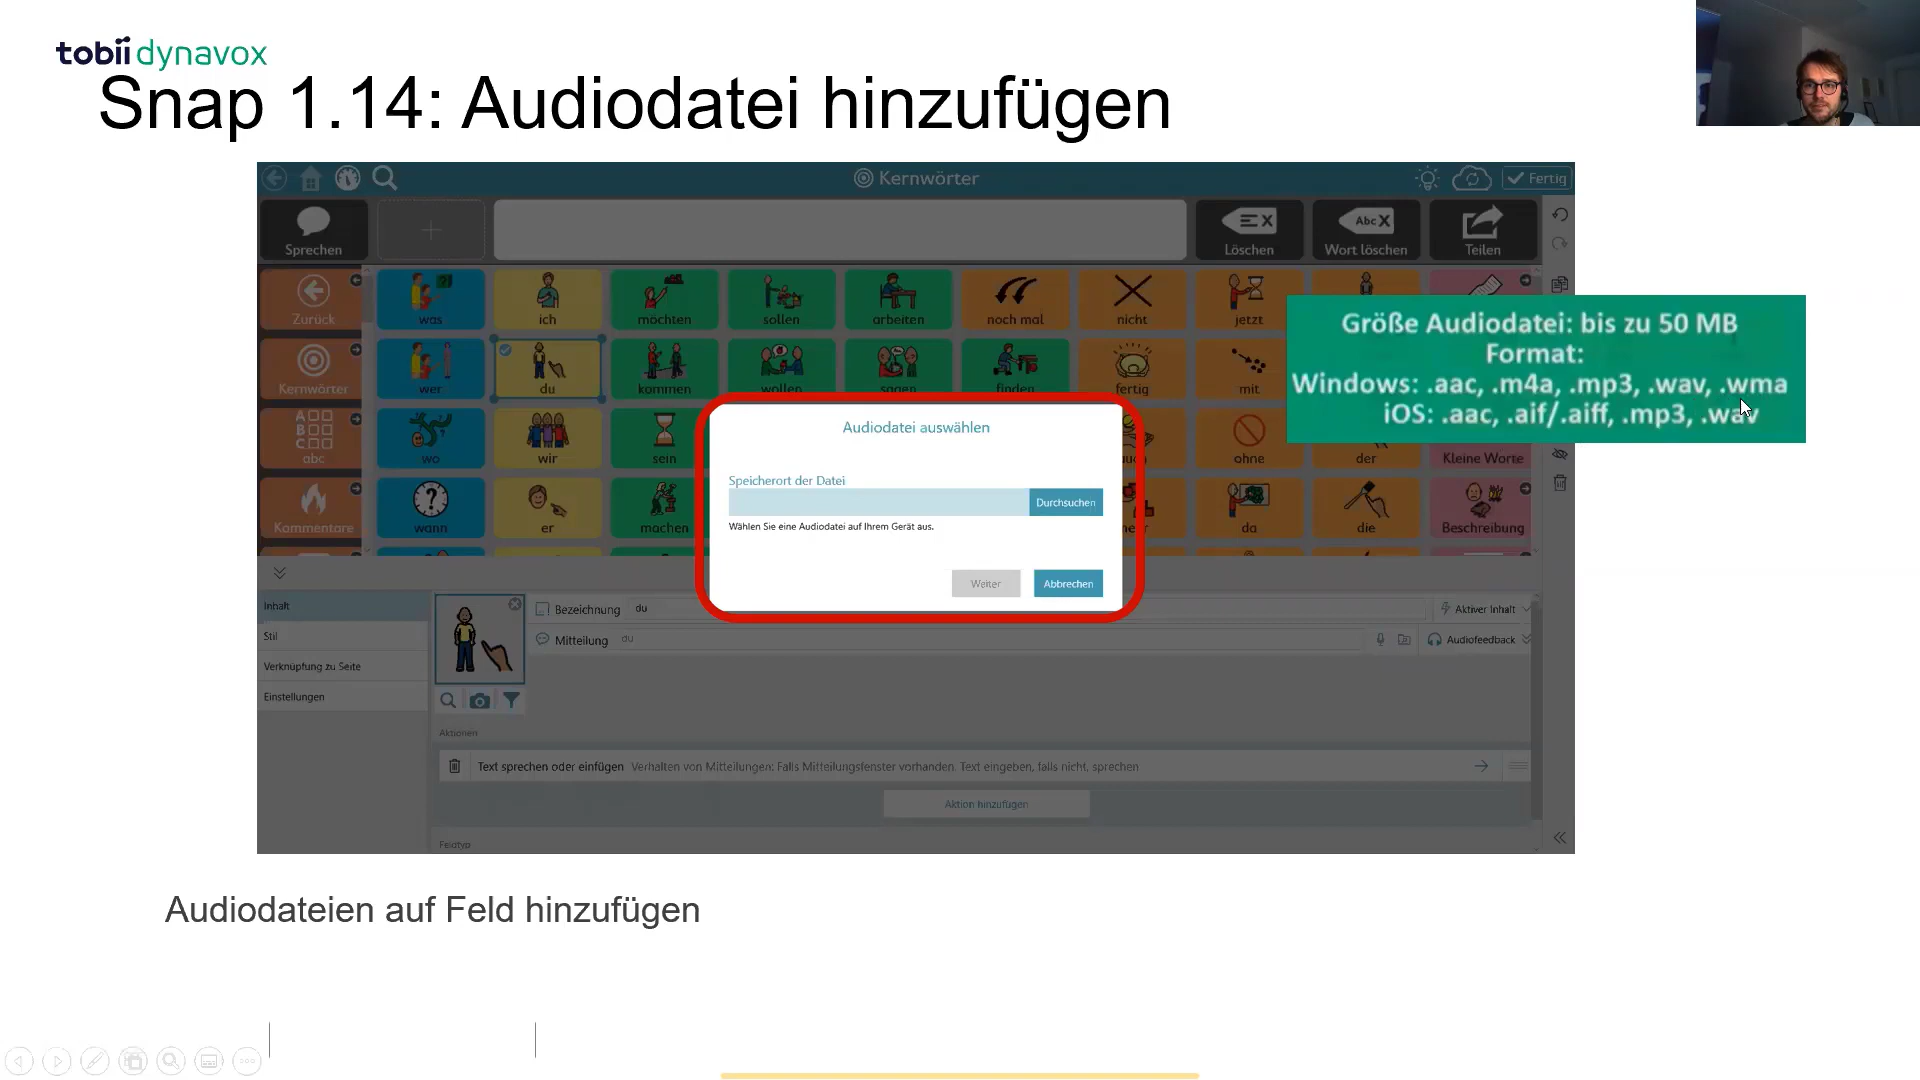 tobii dynavox
Snap 1.14: Audiodatei hinzufügen
Kernwörter
Fertig
Sprechen
Löschen
Abc X
Wort löschen
Teilen
Zurück
was
ich
möchten
sollen
arbeiten
noch mal
nicht
jetzt
Kernwörter
wer
du
kommen
wollen
sagen
finden
fertig
mit
Größe Audiodatei: bis zu 50 MB
Format:
Windows: .aac, .m4a, .mp3, .wav, .wma
iOS: .aac, .aif/.aiff, .mp3, .wav
A
B
C
abc
wo
wir
sein
ohne
der
Kleine Worte
Kommentare
wann
er
machen
da
die
Beschreibung
Audiodatei auswählen
Speicherort der Datei
Durchsuchen
Wählen Sie eine Audiodatei auf Ihrem Gerät aus.
Weiter
Abbrechen
Inhalt
Stil
Verknüpfung zu Seite
Einstellungen
Bezeichnung du
Aktiver Inhalt
Mitteilung du
Audiofeedback
Aktionen
Text sprechen oder einfügen Verhalten von Mitteilungen: Falls Mitteilungsfenster vorhanden. Text eingeben, falls nicht, sprechen
Aktion hinzufügen
Feldtyp
Audiodateien auf Feld hinzufügen